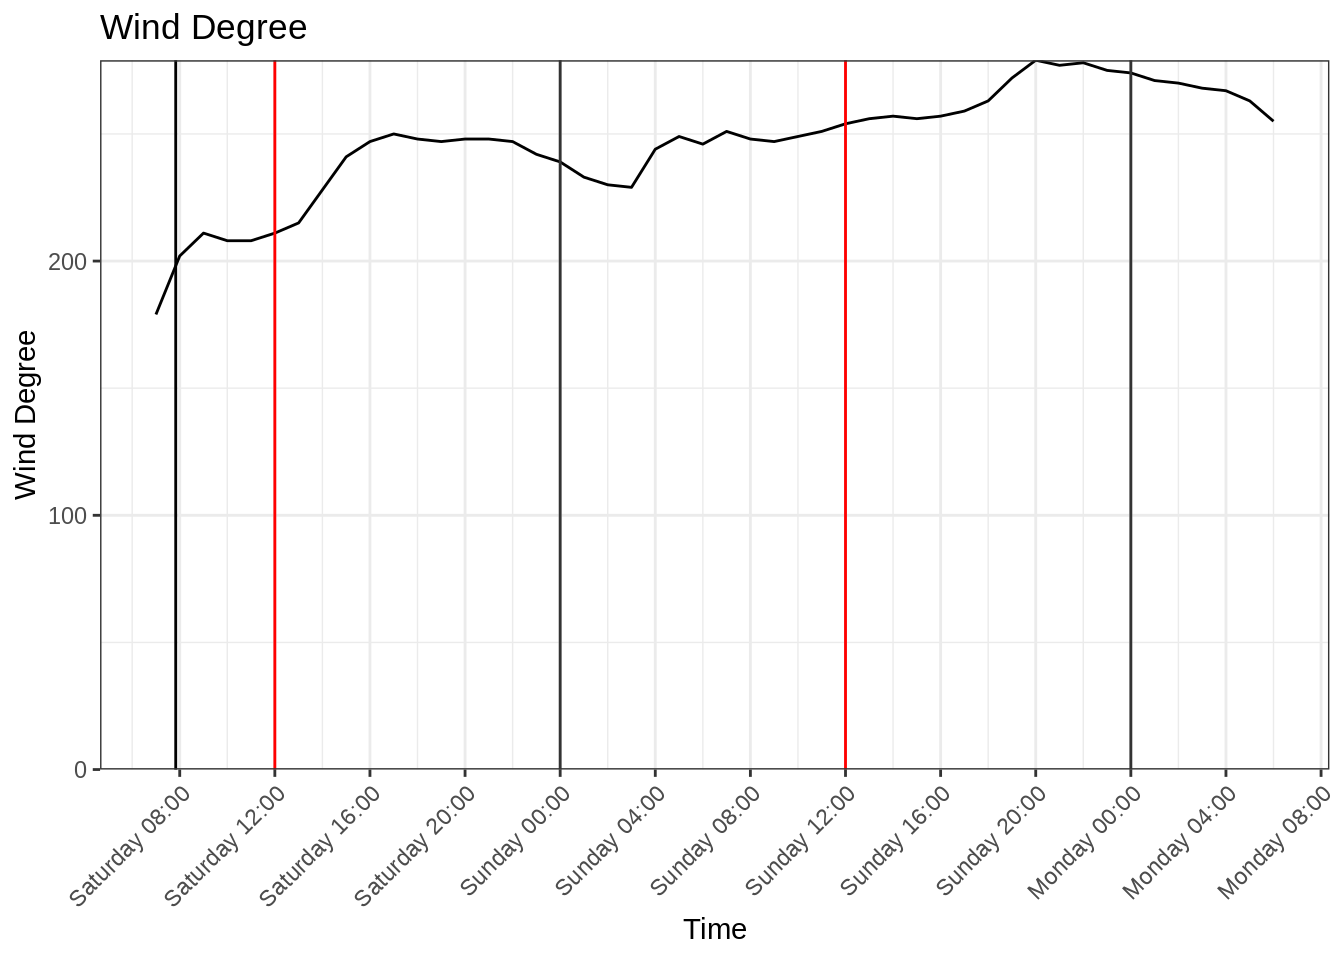 Wind Degree
Wind Degree
200
100
0
Saturday 08:00
Saturday 12:00
Saturday 16:00
Saturday 20:00
Sunday 00:00
Sunday 04:00
Sunday 08:00
Sunday 12:00
Sunday 16:00
Sunday 20:00
Monday 00:00
Monday 04:00
Monday 08:00
Time